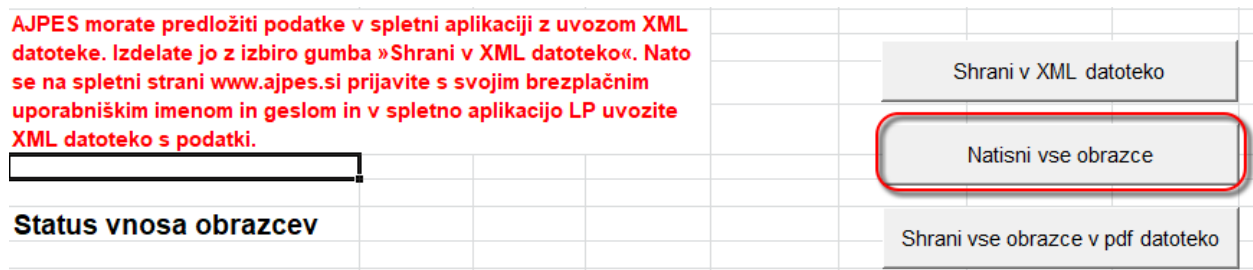 AJPES morate predložiti podatke v spletni aplikaciji z uvozom XML
datoteke. Izdelate jo z izbiro gumba »Shrani v XML datoteko«. Nato
se na spletni strani www.ajpes.si prijavite s svojim brezplačnim
uporabniškim imenom in geslom in v spletno aplikacijo LP uvozite
XML datoteko s podatki.
Shrani v XML datoteko
Natisni vse obrazce
Status vnosa obrazcev
Shrani vse obrazce v pdf datoteko